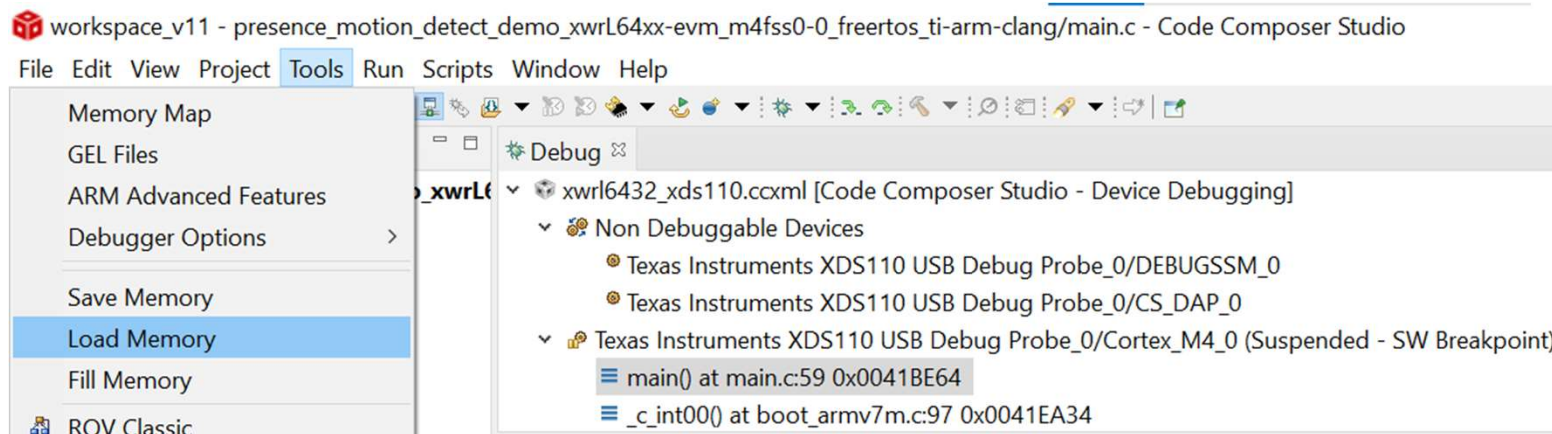 workspace_v11 - presence_motion_detect_demo_xwrL64xx-evm_m4fss0-0_freertos_ti-arm-clang/main.c - Code Composer Studio
File Edit View Project Tools Run Scripts Window Help
Memory Map
GEL Files
ARM Advanced Features
Debugger Options >
Save Memory
Load Memory
Fill Memory
ROV Classic
Debug
o_xwrL6
xwrl6432_xds110.ccxml [Code Composer Studio - Device Debugging]
Non Debuggable Devices
Texas Instruments XDS110 USB Debug Probe_0/DEBUGSSM_0
Texas Instruments XDS110 USB Debug Probe_0/CS_DAP_0
Texas Instruments XDS110 USB Debug Probe_0/Cortex_M4_0 (Suspended - SW Breakpoint)
main() at main.c:59 0x0041BE64
_c_int00() at boot_armv7m.c:97 0x0041EA34